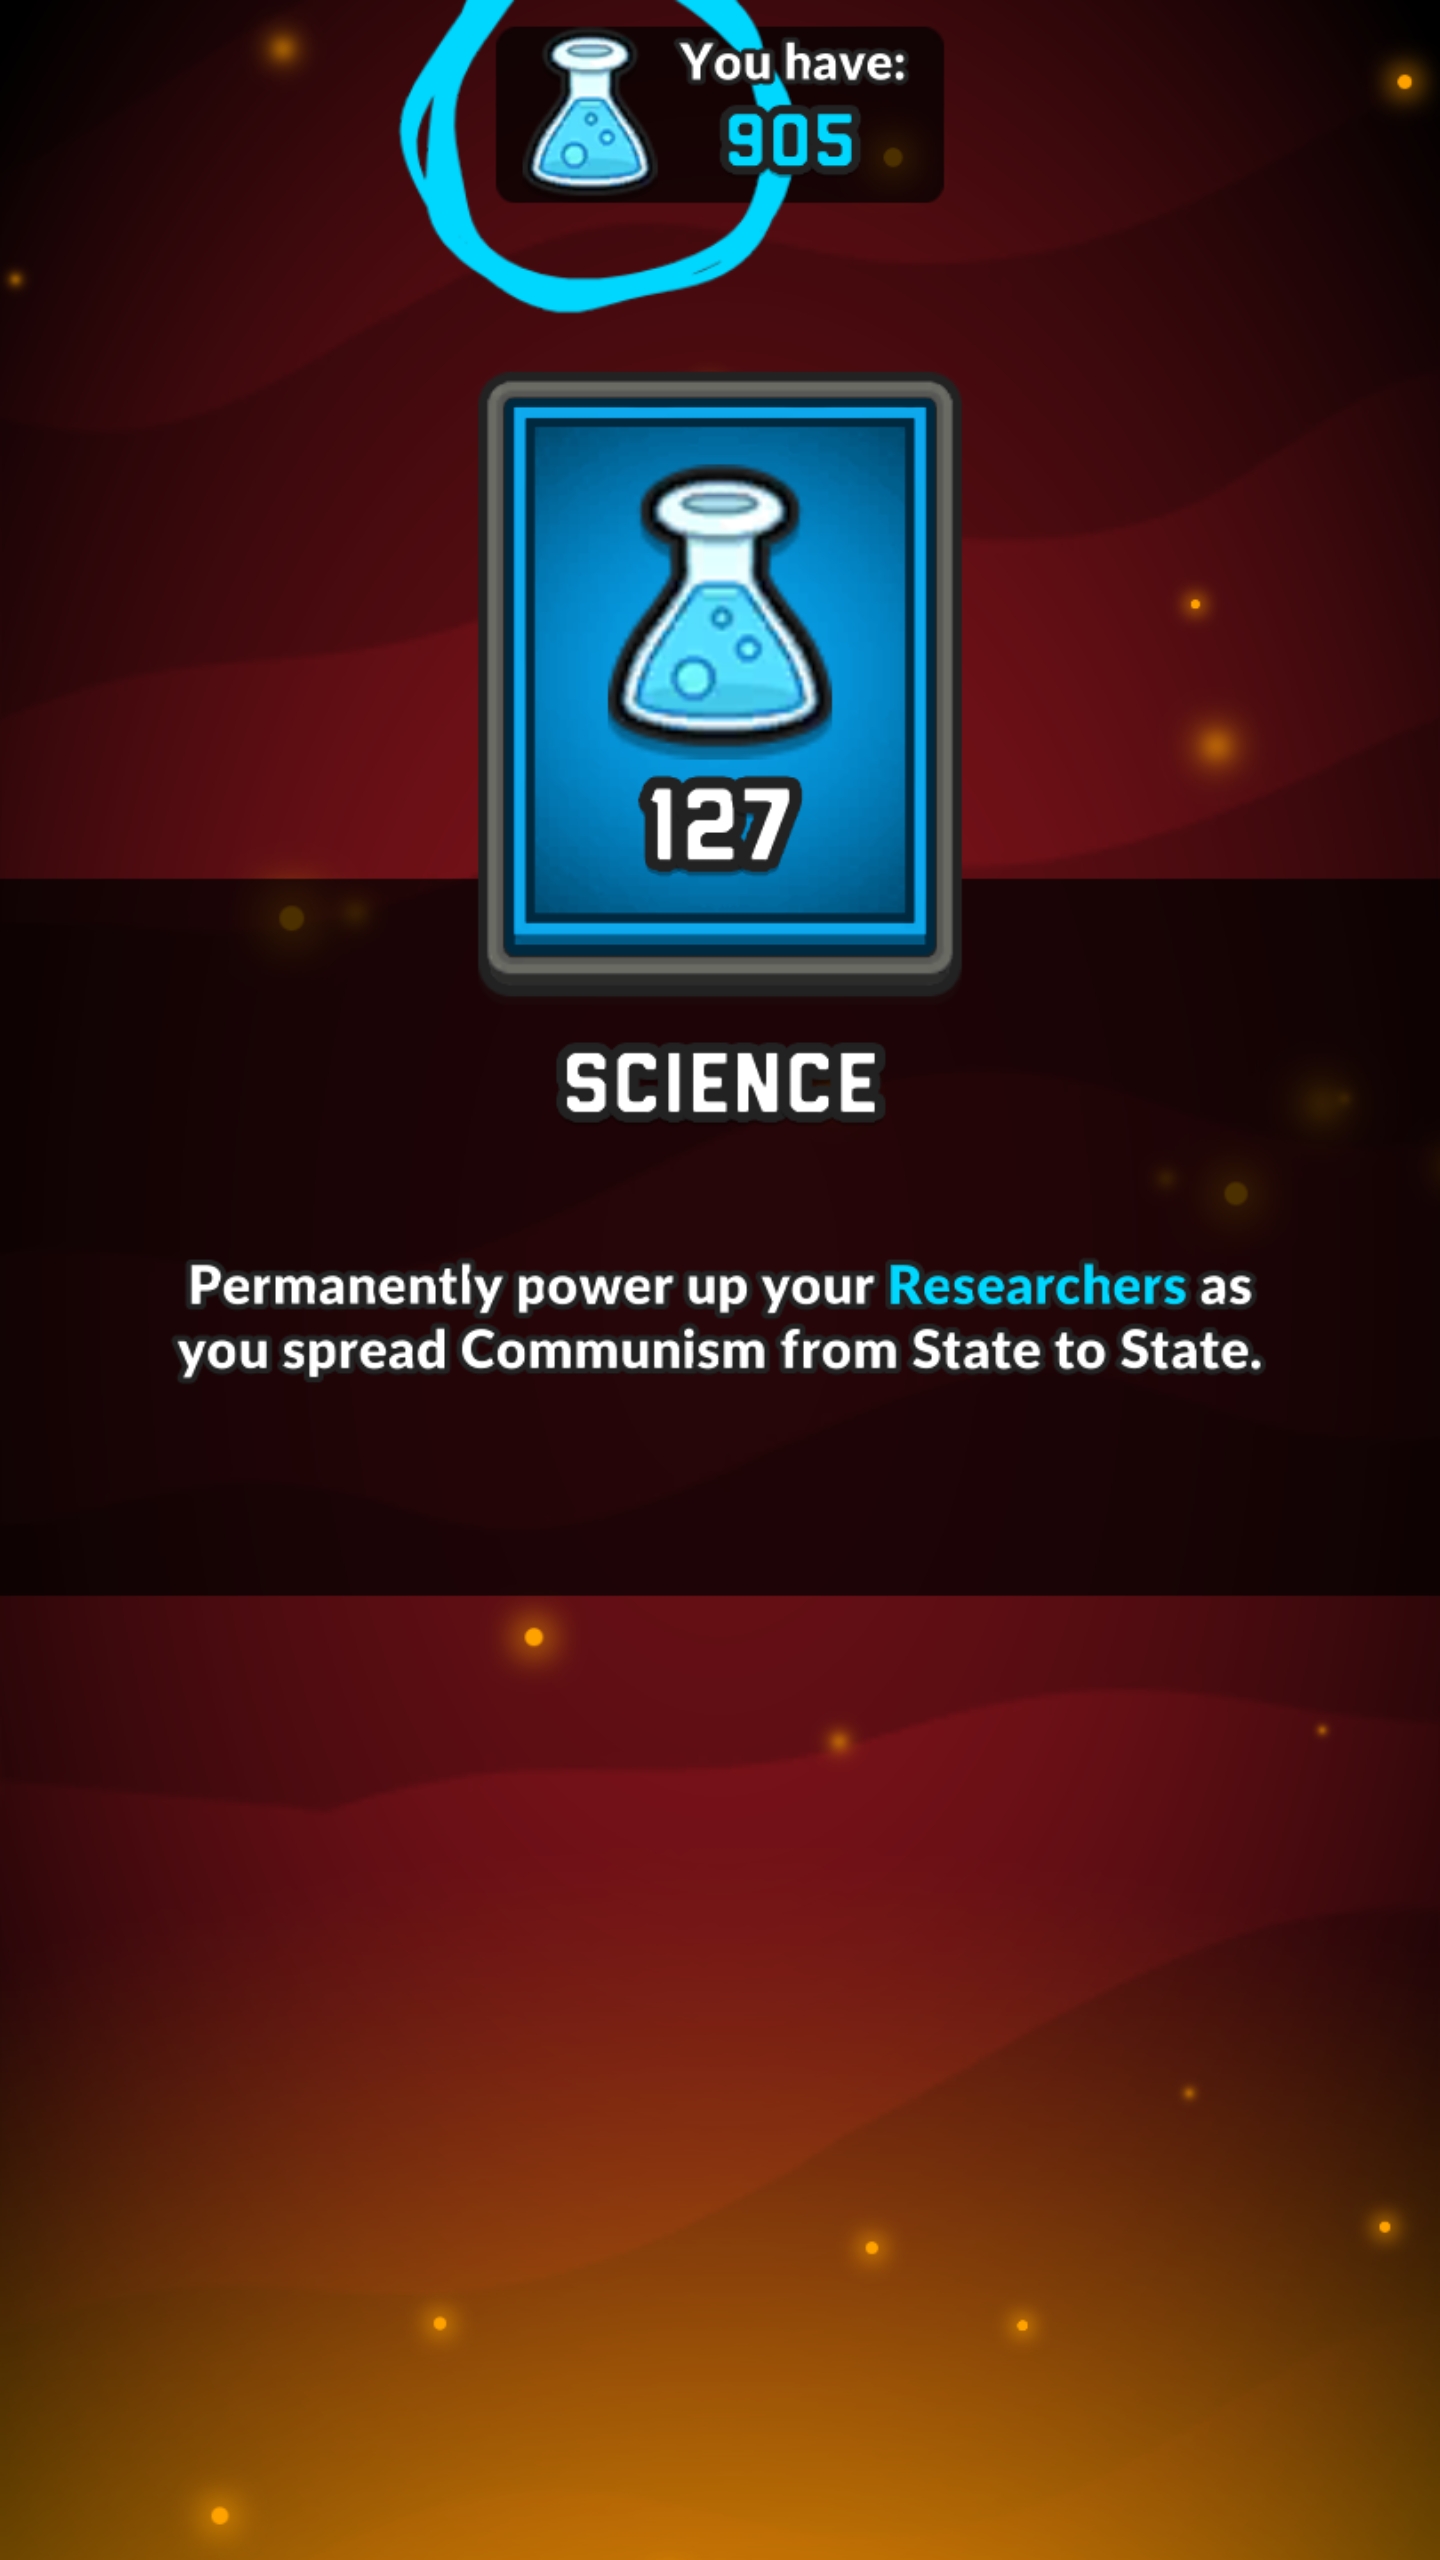 You have:
905
127
SCIENCE
Permanently power up your Researchers as
you spread Communism from State to State.